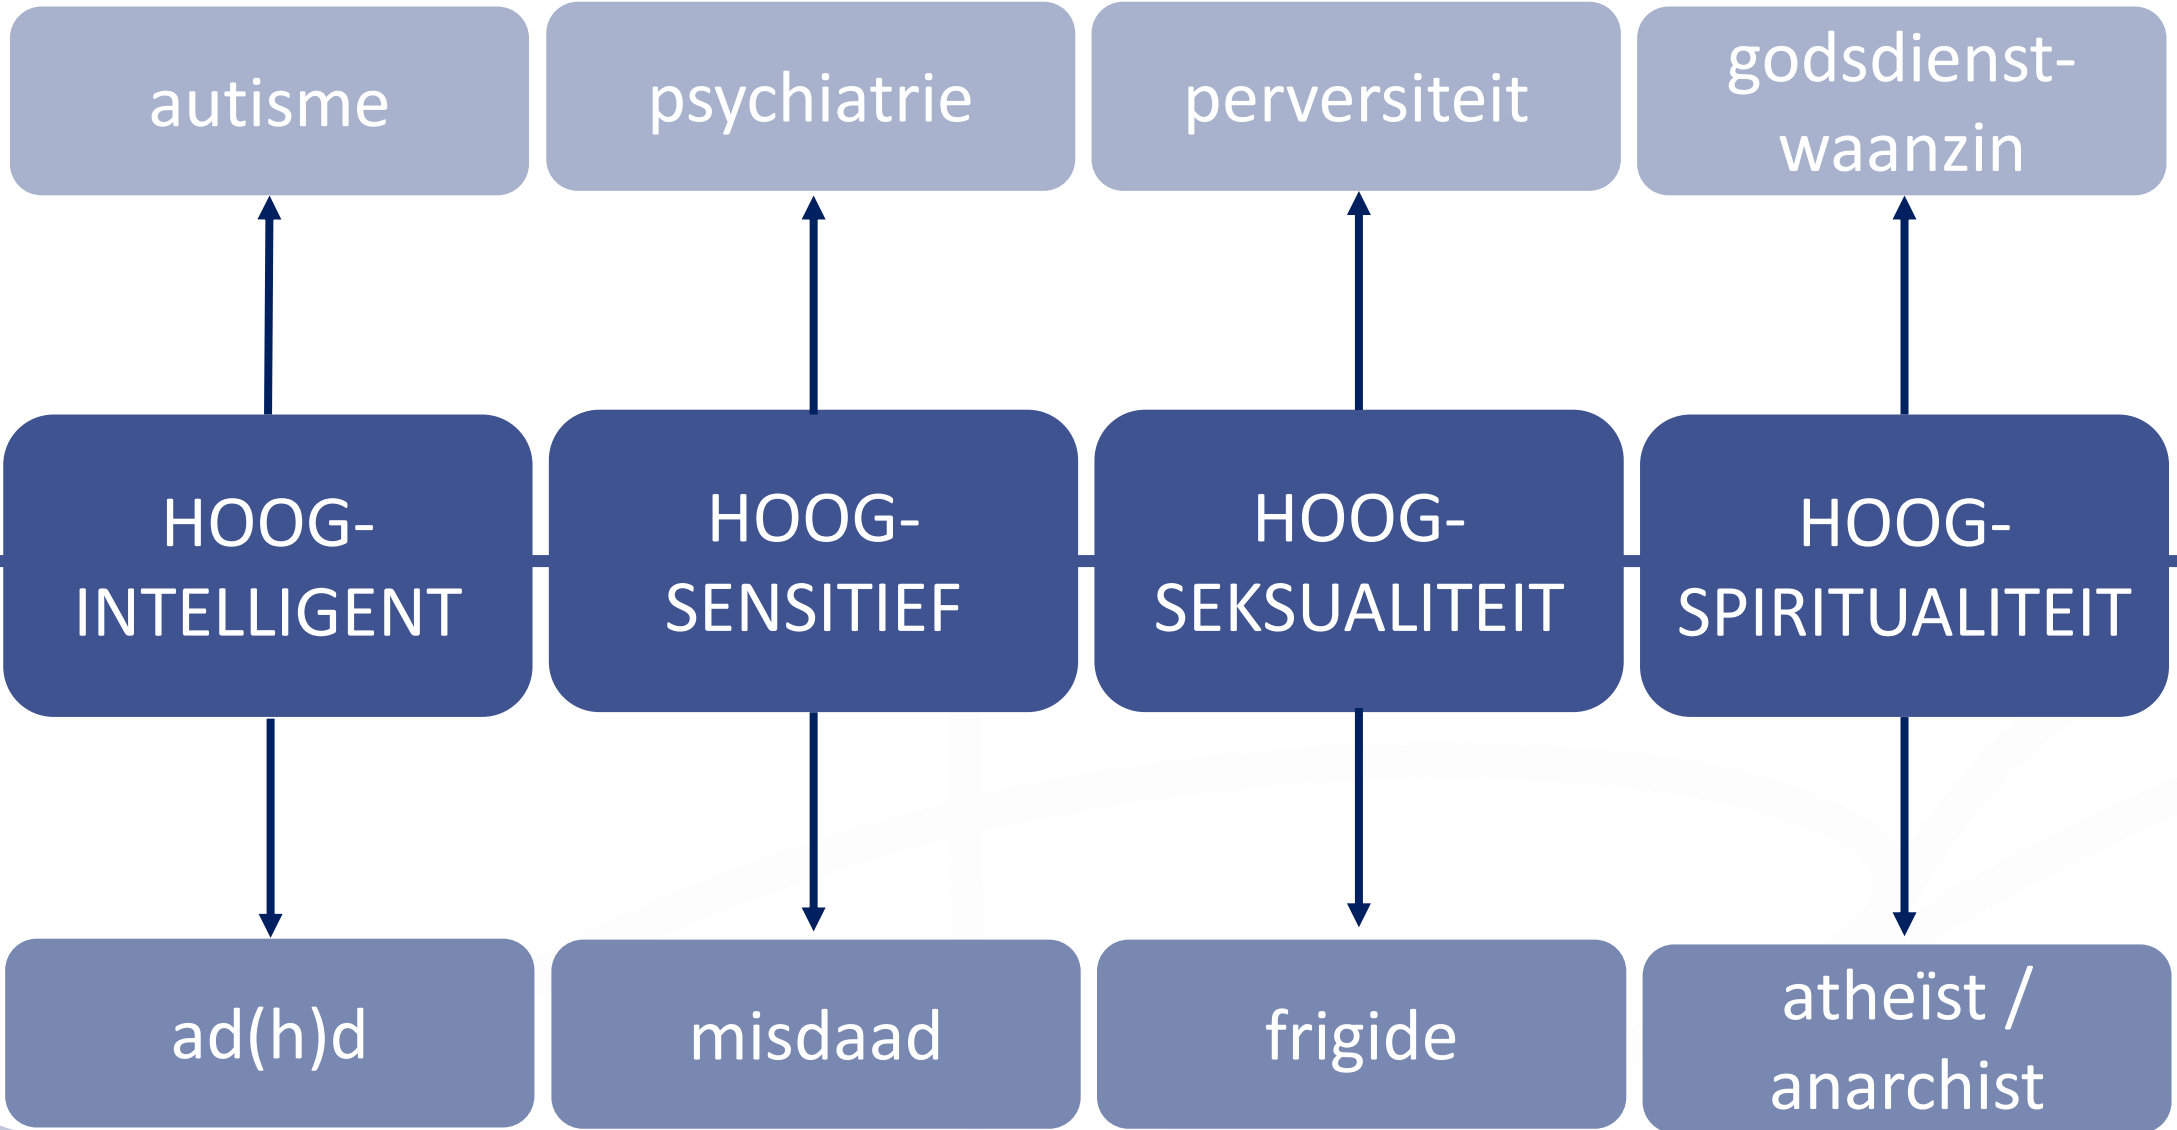 autisme
psychiatrie
perversiteit
godsdienst-
waanzin
HOOG-
INTELLIGENT
HOOG-
SENSITIEF
HOOG-
SEKSUALITEIT
HOOG-
SPIRITUALITEIT
ad(h)d
misdaad
frigide
atheïst /
anarchist